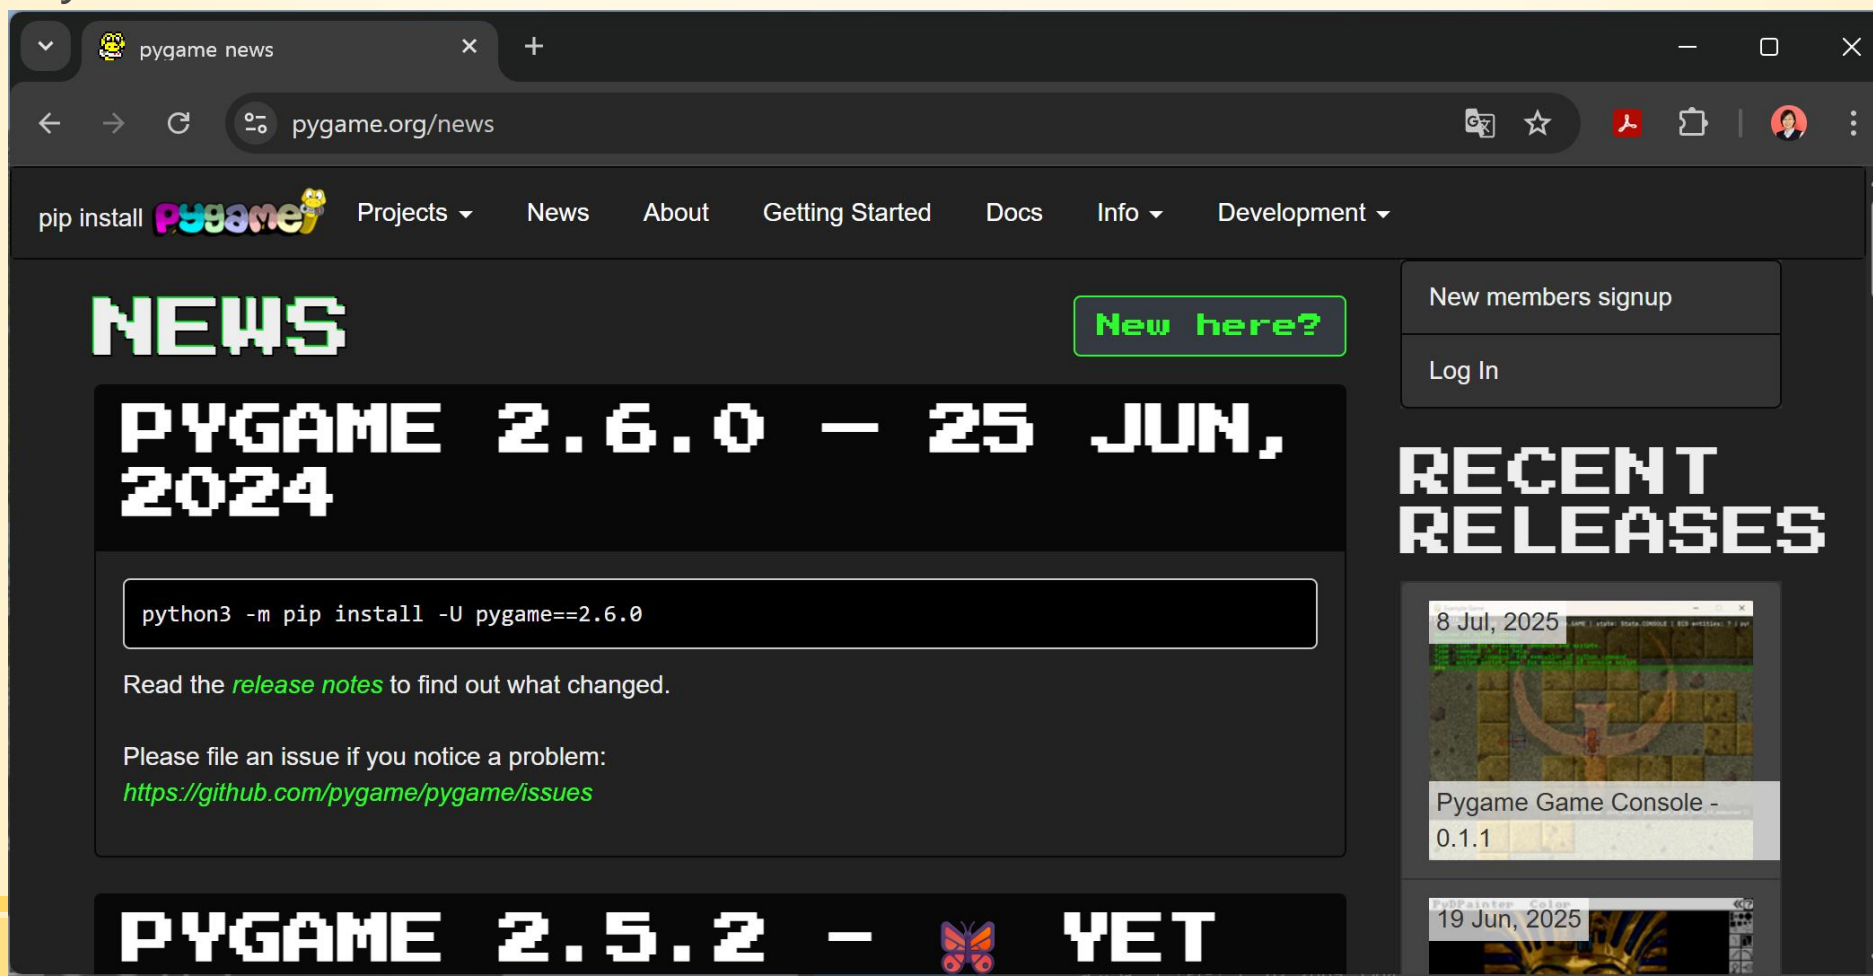 pygame news
pygame.org/news
pip install pygame Projects News About Getting Started Docs Info Development
NEWS
New here?
PYGAME 2.6.0 — 25 JUN,
2024
python3 -m pip install -U pygame==2.6.0
Read the release notes to find out what changed.
Please file an issue if you notice a problem:
https://github.com/pygame/pygame/issues
PYGAME 2.5.2 - YET
New members signup
Log In
RECENT
RELEASES
8 Jul, 2025
Pygame Game Console -
0.1.1
PyDPainter Color
19 Jun, 2025